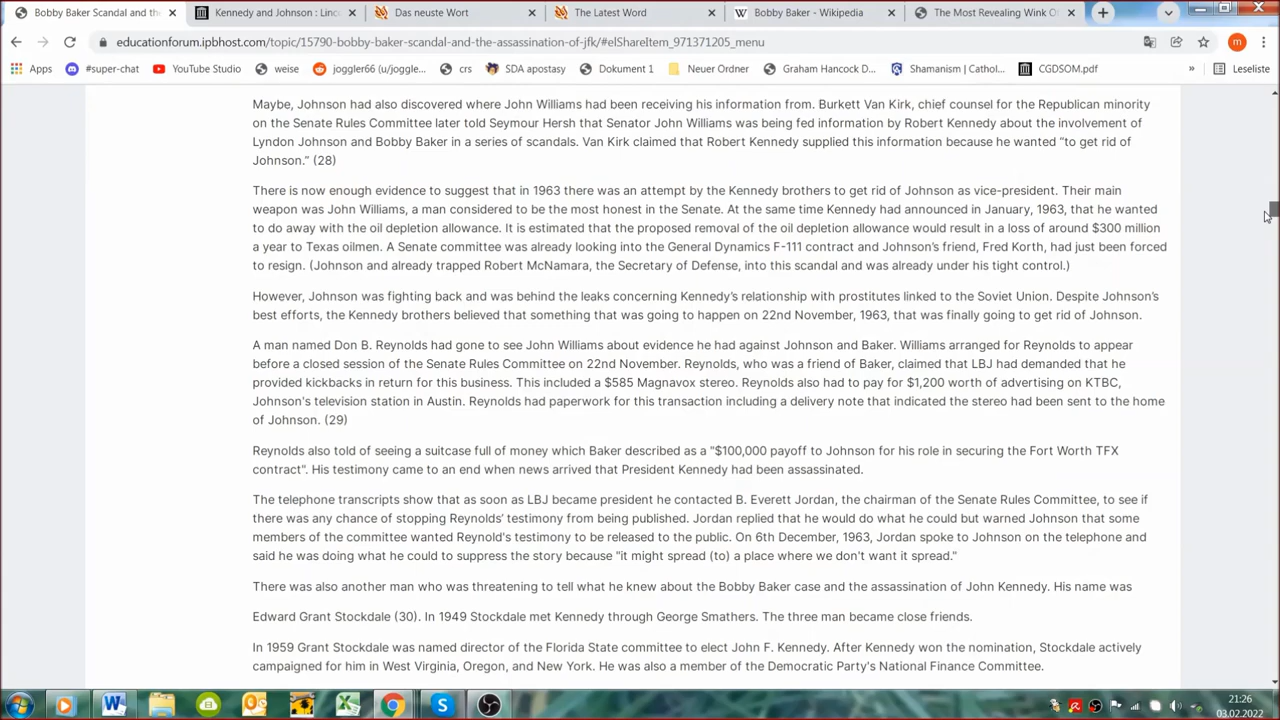 Bobby Baker Scandal and the
Kennedy and Johnson : Linc
Das neuste Wort
The Latest Word
Bobby Baker - Wikipedia
The Most Revealing Wink O
educationforum.ipbhost.com/topic/15790-bobby-baker-scandal-and-the-assassination-of-jfk/#elShareItem_971371205_menu
m
Apps
#super-chat
YouTube Studio
weise
joggler66 (u/joggle...
crs
SDA apostasy
Dokument 1
Neuer Ordner
Graham Hancock D...
Shamanism | Cathol...
CGDSOM.pdf
»
Leseliste
Maybe, Johnson had also discovered where John Williams had been receiving his information from. Burkett Van Kirk, chief counsel for the Republican minority
on the Senate Rules Committee later told Seymour Hersh that Senator John Williams was being fed information by Robert Kennedy about the involvement of
Lyndon Johnson and Bobby Baker in a series of scandals. Van Kirk claimed that Robert Kennedy supplied this information because he wanted “to get rid of
Johnson.” (28)
There is now enough evidence to suggest that in 1963 there was an attempt by the Kennedy brothers to get rid of Johnson as vice-president. Their main
weapon was John Williams, a man considered to be the most honest in the Senate. At the same time Kennedy had announced in January, 1963, that he wanted
to do away with the oil depletion allowance. It is estimated that the proposed removal of the oil depletion allowance would result in a loss of around $300 million
a year to Texas oilmen. A Senate committee was already looking into the General Dynamics F-111 contract and Johnson’s friend, Fred Korth, had just been forced
to resign. (Johnson and already trapped Robert McNamara, the Secretary of Defense, into this scandal and was already under his tight control.)
However, Johnson was fighting back and was behind the leaks concerning Kennedy’s relationship with prostitutes linked to the Soviet Union. Despite Johnson’s
best efforts, the Kennedy brothers believed that something that was going to happen on 22nd November, 1963, that was finally going to get rid of Johnson.
A man named Don B. Reynolds had gone to see John Williams about evidence he had against Johnson and Baker. Williams arranged for Reynolds to appear
before a closed session of the Senate Rules Committee on 22nd November. Reynolds, who was a friend of Baker, claimed that LBJ had demanded that he
provided kickbacks in return for this business. This included a $585 Magnavox stereo. Reynolds also had to pay for $1,200 worth of advertising on KTBC,
Johnson's television station in Austin. Reynolds had paperwork for this transaction including a delivery note that indicated the stereo had been sent to the home
of Johnson. (29)
Reynolds also told of seeing a suitcase full of money which Baker described as a "$100,000 payoff to Johnson for his role in securing the Fort Worth TFX
contract". His testimony came to an end when news arrived that President Kennedy had been assassinated.
The telephone transcripts show that as soon as LBJ became president he contacted B. Everett Jordan, the chairman of the Senate Rules Committee, to see if
there was any chance of stopping Reynolds’ testimony from being published. Jordan replied that he would do what he could but warned Johnson that some
members of the committee wanted Reynold's testimony to be released to the public. On 6th December, 1963, Jordan spoke to Johnson on the telephone and
said he was doing what he could to suppress the story because "it might spread (to) a place where we don't want it spread."
There was also another man who was threatening to tell what he knew about the Bobby Baker case and the assassination of John Kennedy. His name was
Edward Grant Stockdale (30). In 1949 Stockdale met Kennedy through George Smathers. The three man became close friends.
In 1959 Grant Stockdale was named director of the Florida State committee to elect John F. Kennedy. After Kennedy won the nomination, Stockdale actively
campaigned for him in West Virginia, Oregon, and New York. He was also a member of the Democratic Party's National Finance Committee.
21:26
03.02.2022